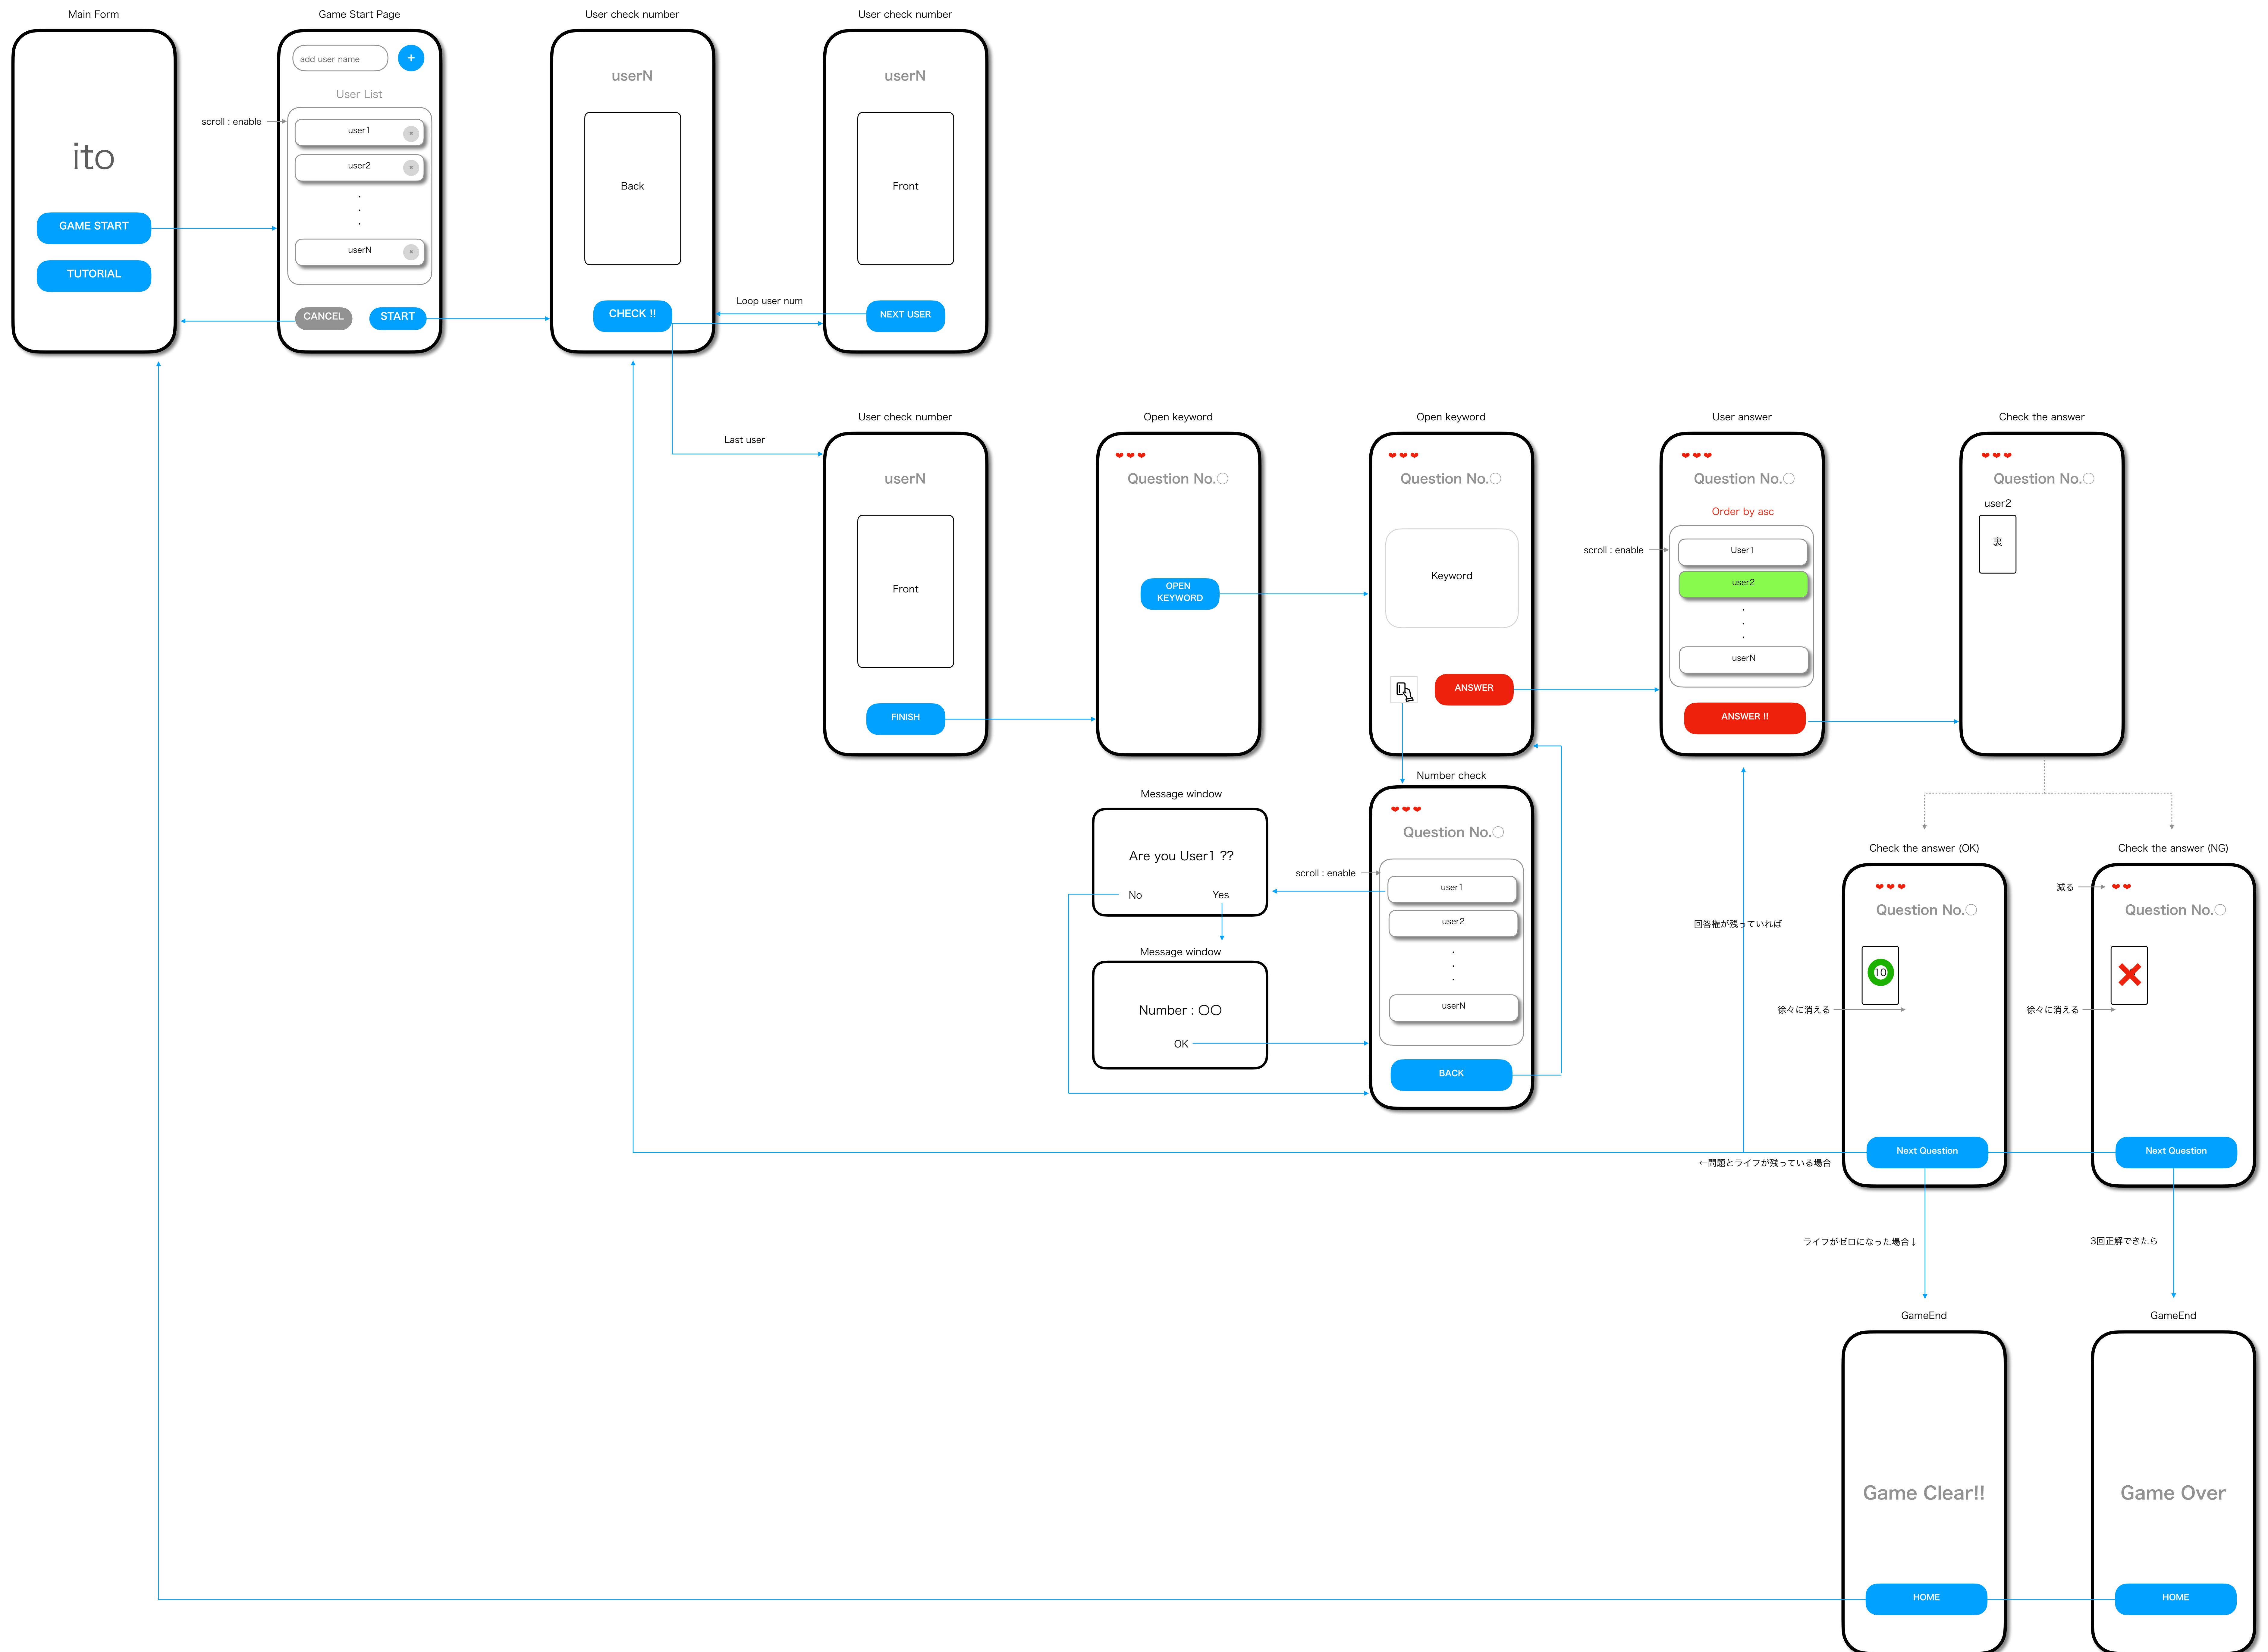 Main Form
ito
GAME START
TUTORIAL
Game Start Page
add user name
+
User List
scroll : enable
user1
user2
userN
CANCEL
START
User check number
userN
Back
CHECK !!
User check number
userN
Front
Loop user num
NEXT USER
Last user
User check number
userN
Front
FINISH
Open keyword
Question No.〇
OPEN
KEYWORD
Open keyword
Question No.〇
Keyword
ANSWER
User answer
Question No.〇
Order by asc
scroll : enable
User1
user2
userN
ANSWER !!
Check the answer
Question No.〇
user2
裏
Message window
Are you User1 ??
No
Yes
Message window
Number : 〇〇
OK
Number check
Question No.〇
scroll : enable
user1
user2
userN
BACK
回答権が残っていれば
←問題とライフが残っている場合
Check the answer (OK)
Question No.〇
10
徐々に消える
Next Question
Check the answer (NG)
減る
Question No.〇
徐々に消える
Next Question
ライフがゼロになった場合↓
3回正解できたら
GameEnd
Game Clear!!
HOME
GameEnd
Game Over
HOME